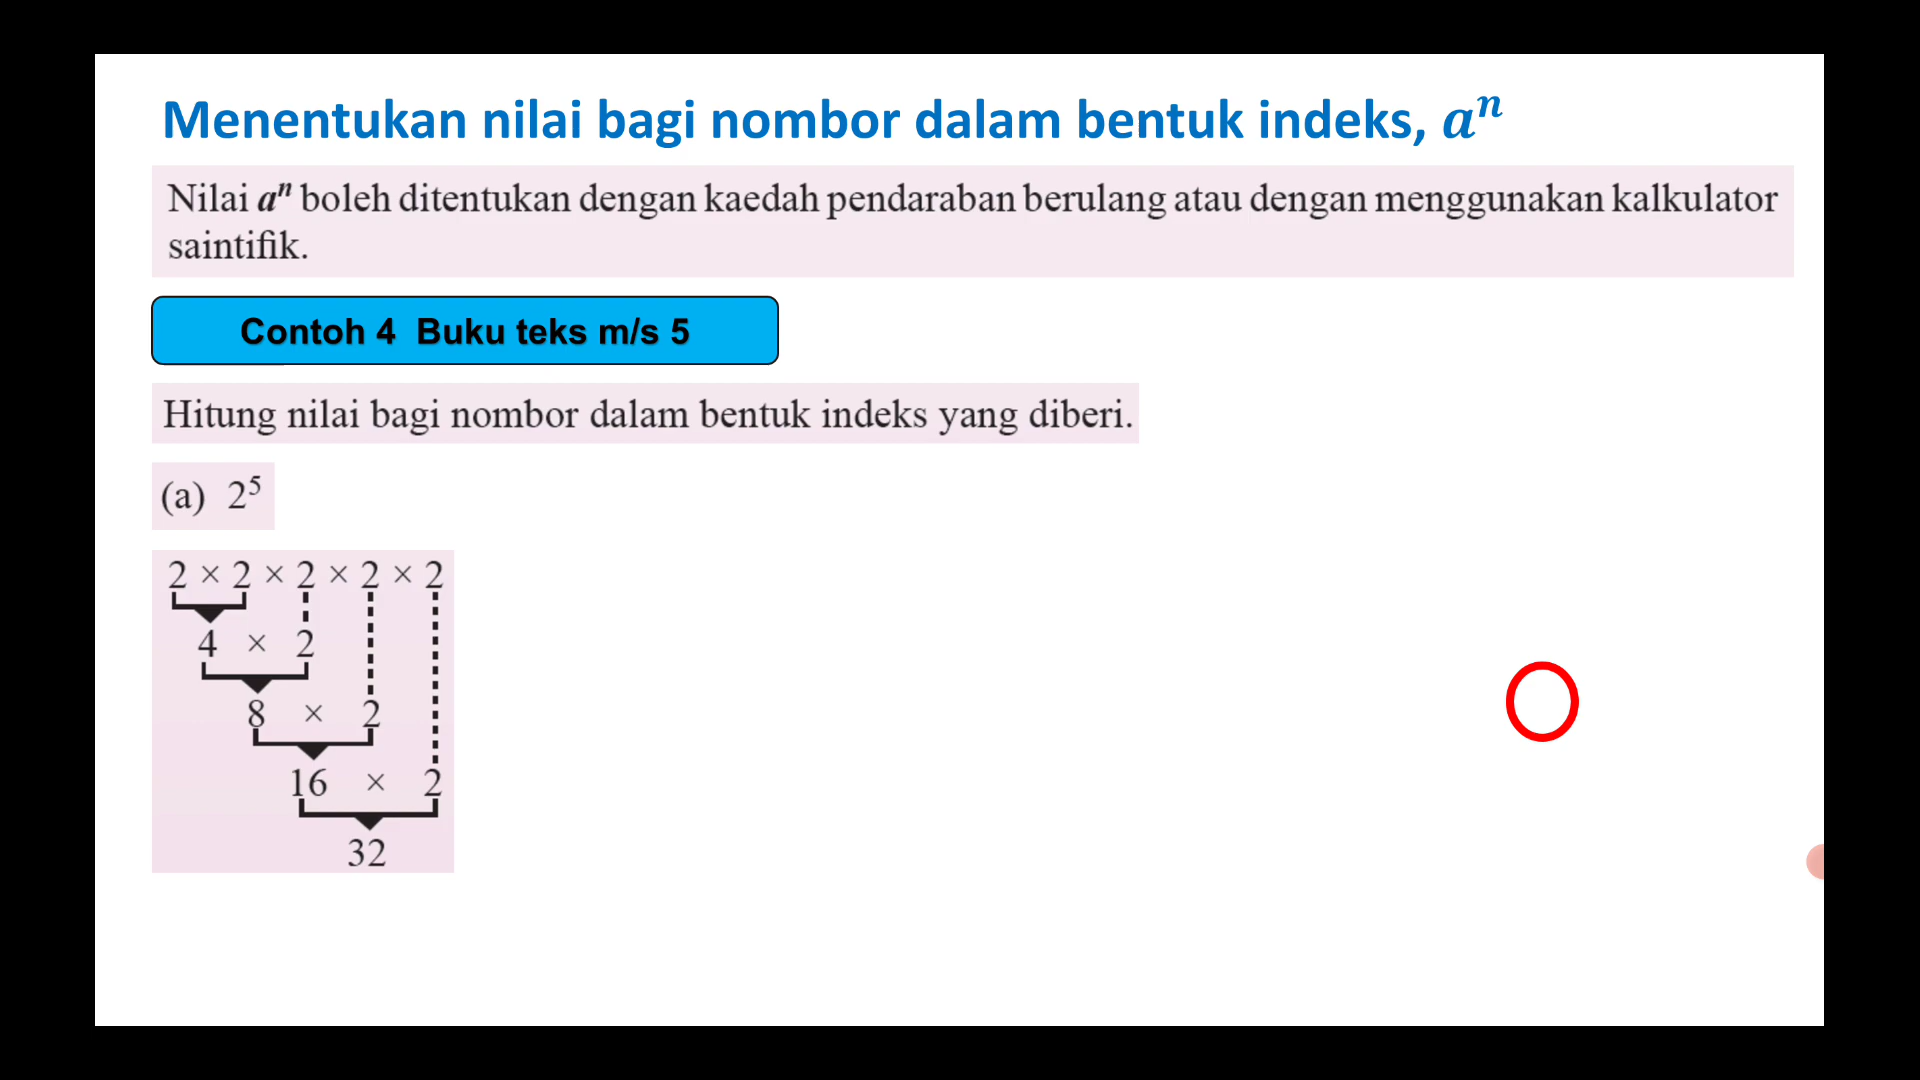 Menentukan nilai bagi nombor dalam bentuk indeks, aⁿ
Nilai aⁿ boleh ditentukan dengan kaedah pendaraban berulang atau dengan menggunakan kalkulator
saintifik.
Contoh 4 Buku teks m/s 5
Hitung nilai bagi nombor dalam bentuk indeks yang diberi.
(a) 2⁵
2 × 2 × 2 × 2 × 2
4 × 2
8 × 2
16 × 2
32